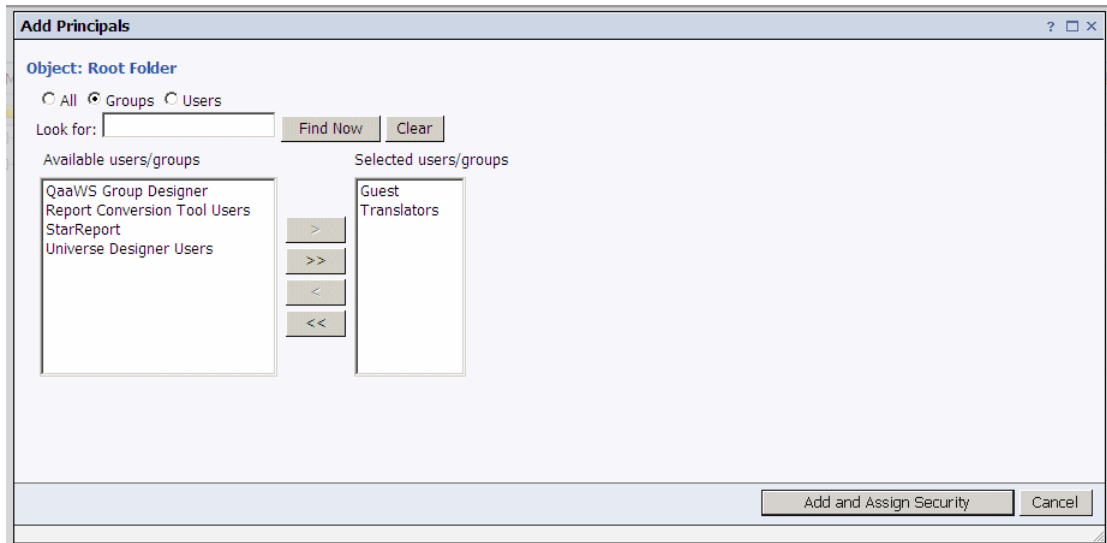 Add Principals
?
Object: Root Folder
All Groups Users
Look for: Find Now Clear
Available users/groups Selected users/groups
QaaWS Group Designer Guest
Report Conversion Tool Users Translators
StarReport >
Universe Designer Users
>>
<
<<
Add and Assign Security Cancel